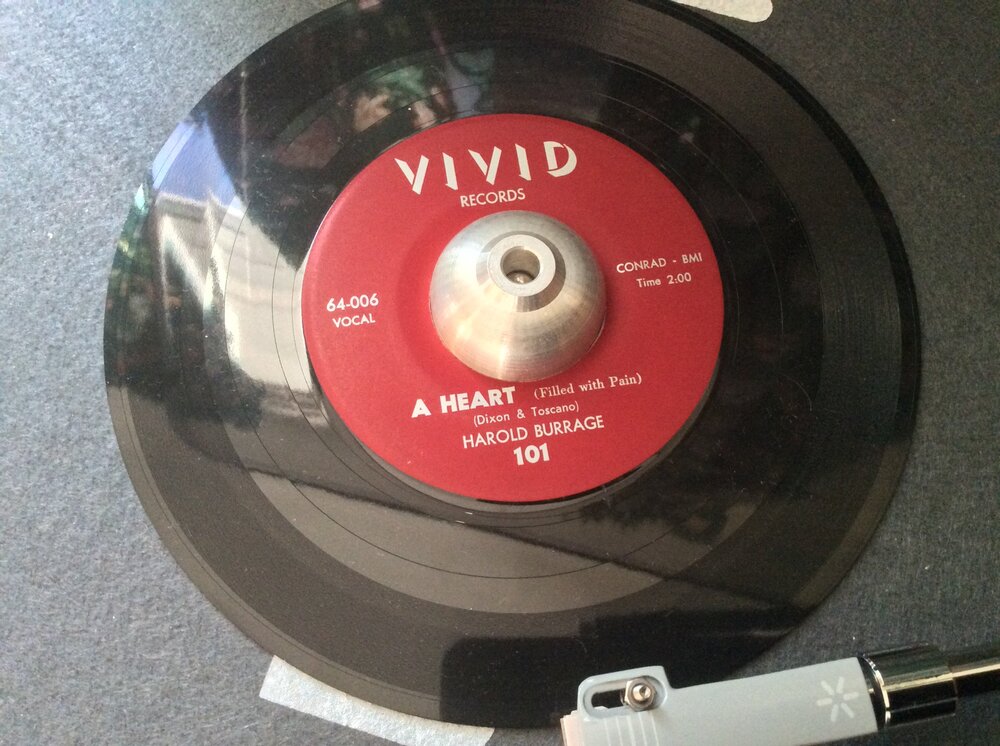 VIVID
RECORDS
64-006
VOCAL
CONRAD - BMI
Time 2:00
A HEART (Filled with Pain)
(Dixon & Toscano)
HAROLD BURRAGE
101